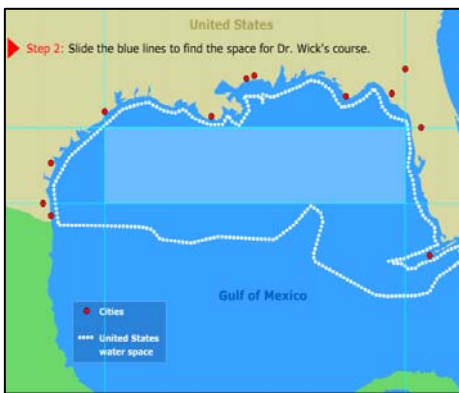 United States
Step 2: Slide the blue lines to find the space for Dr. Wick's course.
Gulf of Mexico
Cities
United States
water space